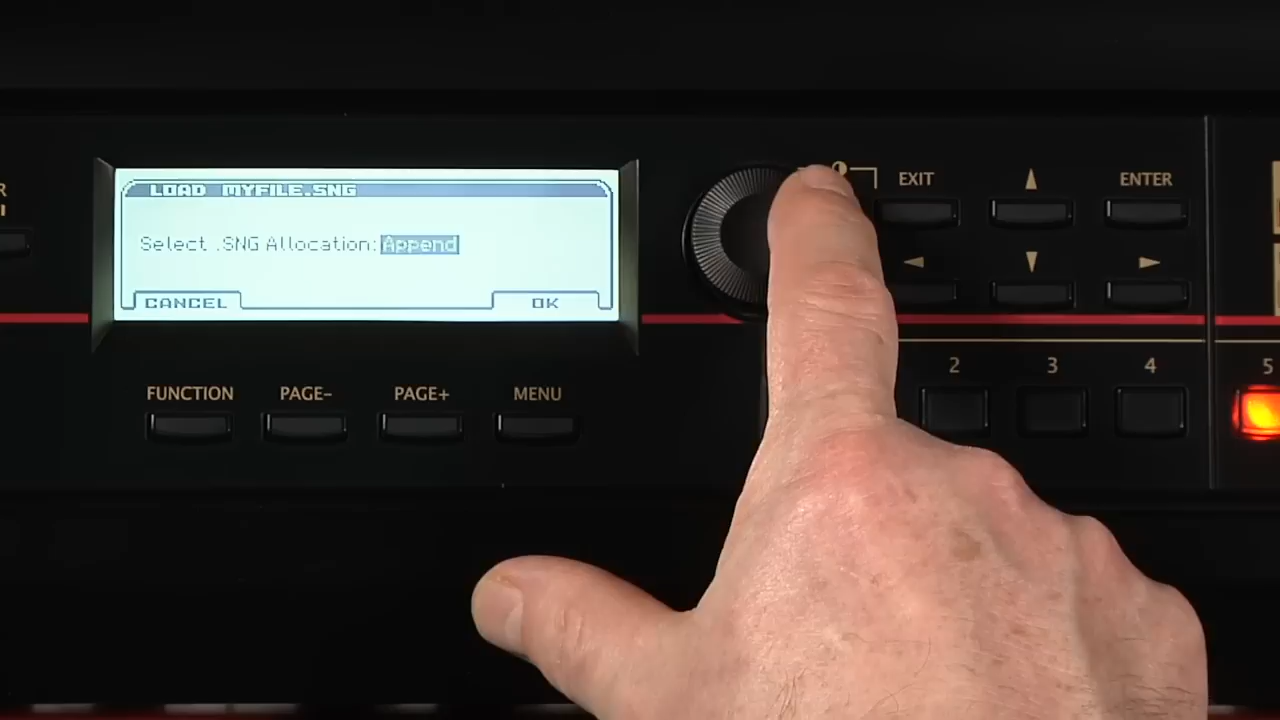 LOAD MYFILE.SNG
Select .SNG Allocation: Append
CANCEL OK
FUNCTION PAGE- PAGE+ MENU
EXIT ENTER
2 3 4 5